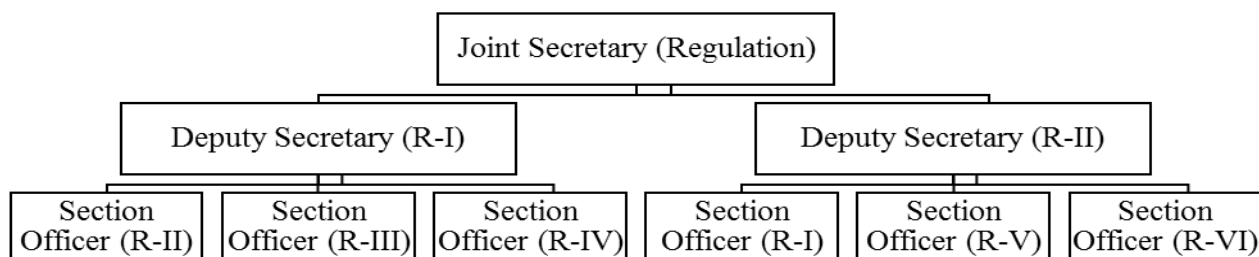 Joint Secretary (Regulation)
Deputy Secretary (R-I)
Deputy Secretary (R-II)
Section
Officer (R-II)
Section
Officer (R-III)
Section
Officer (R-IV)
Section
Officer (R-I)
Section
Officer (R-V)
Section
Officer (R-VI)